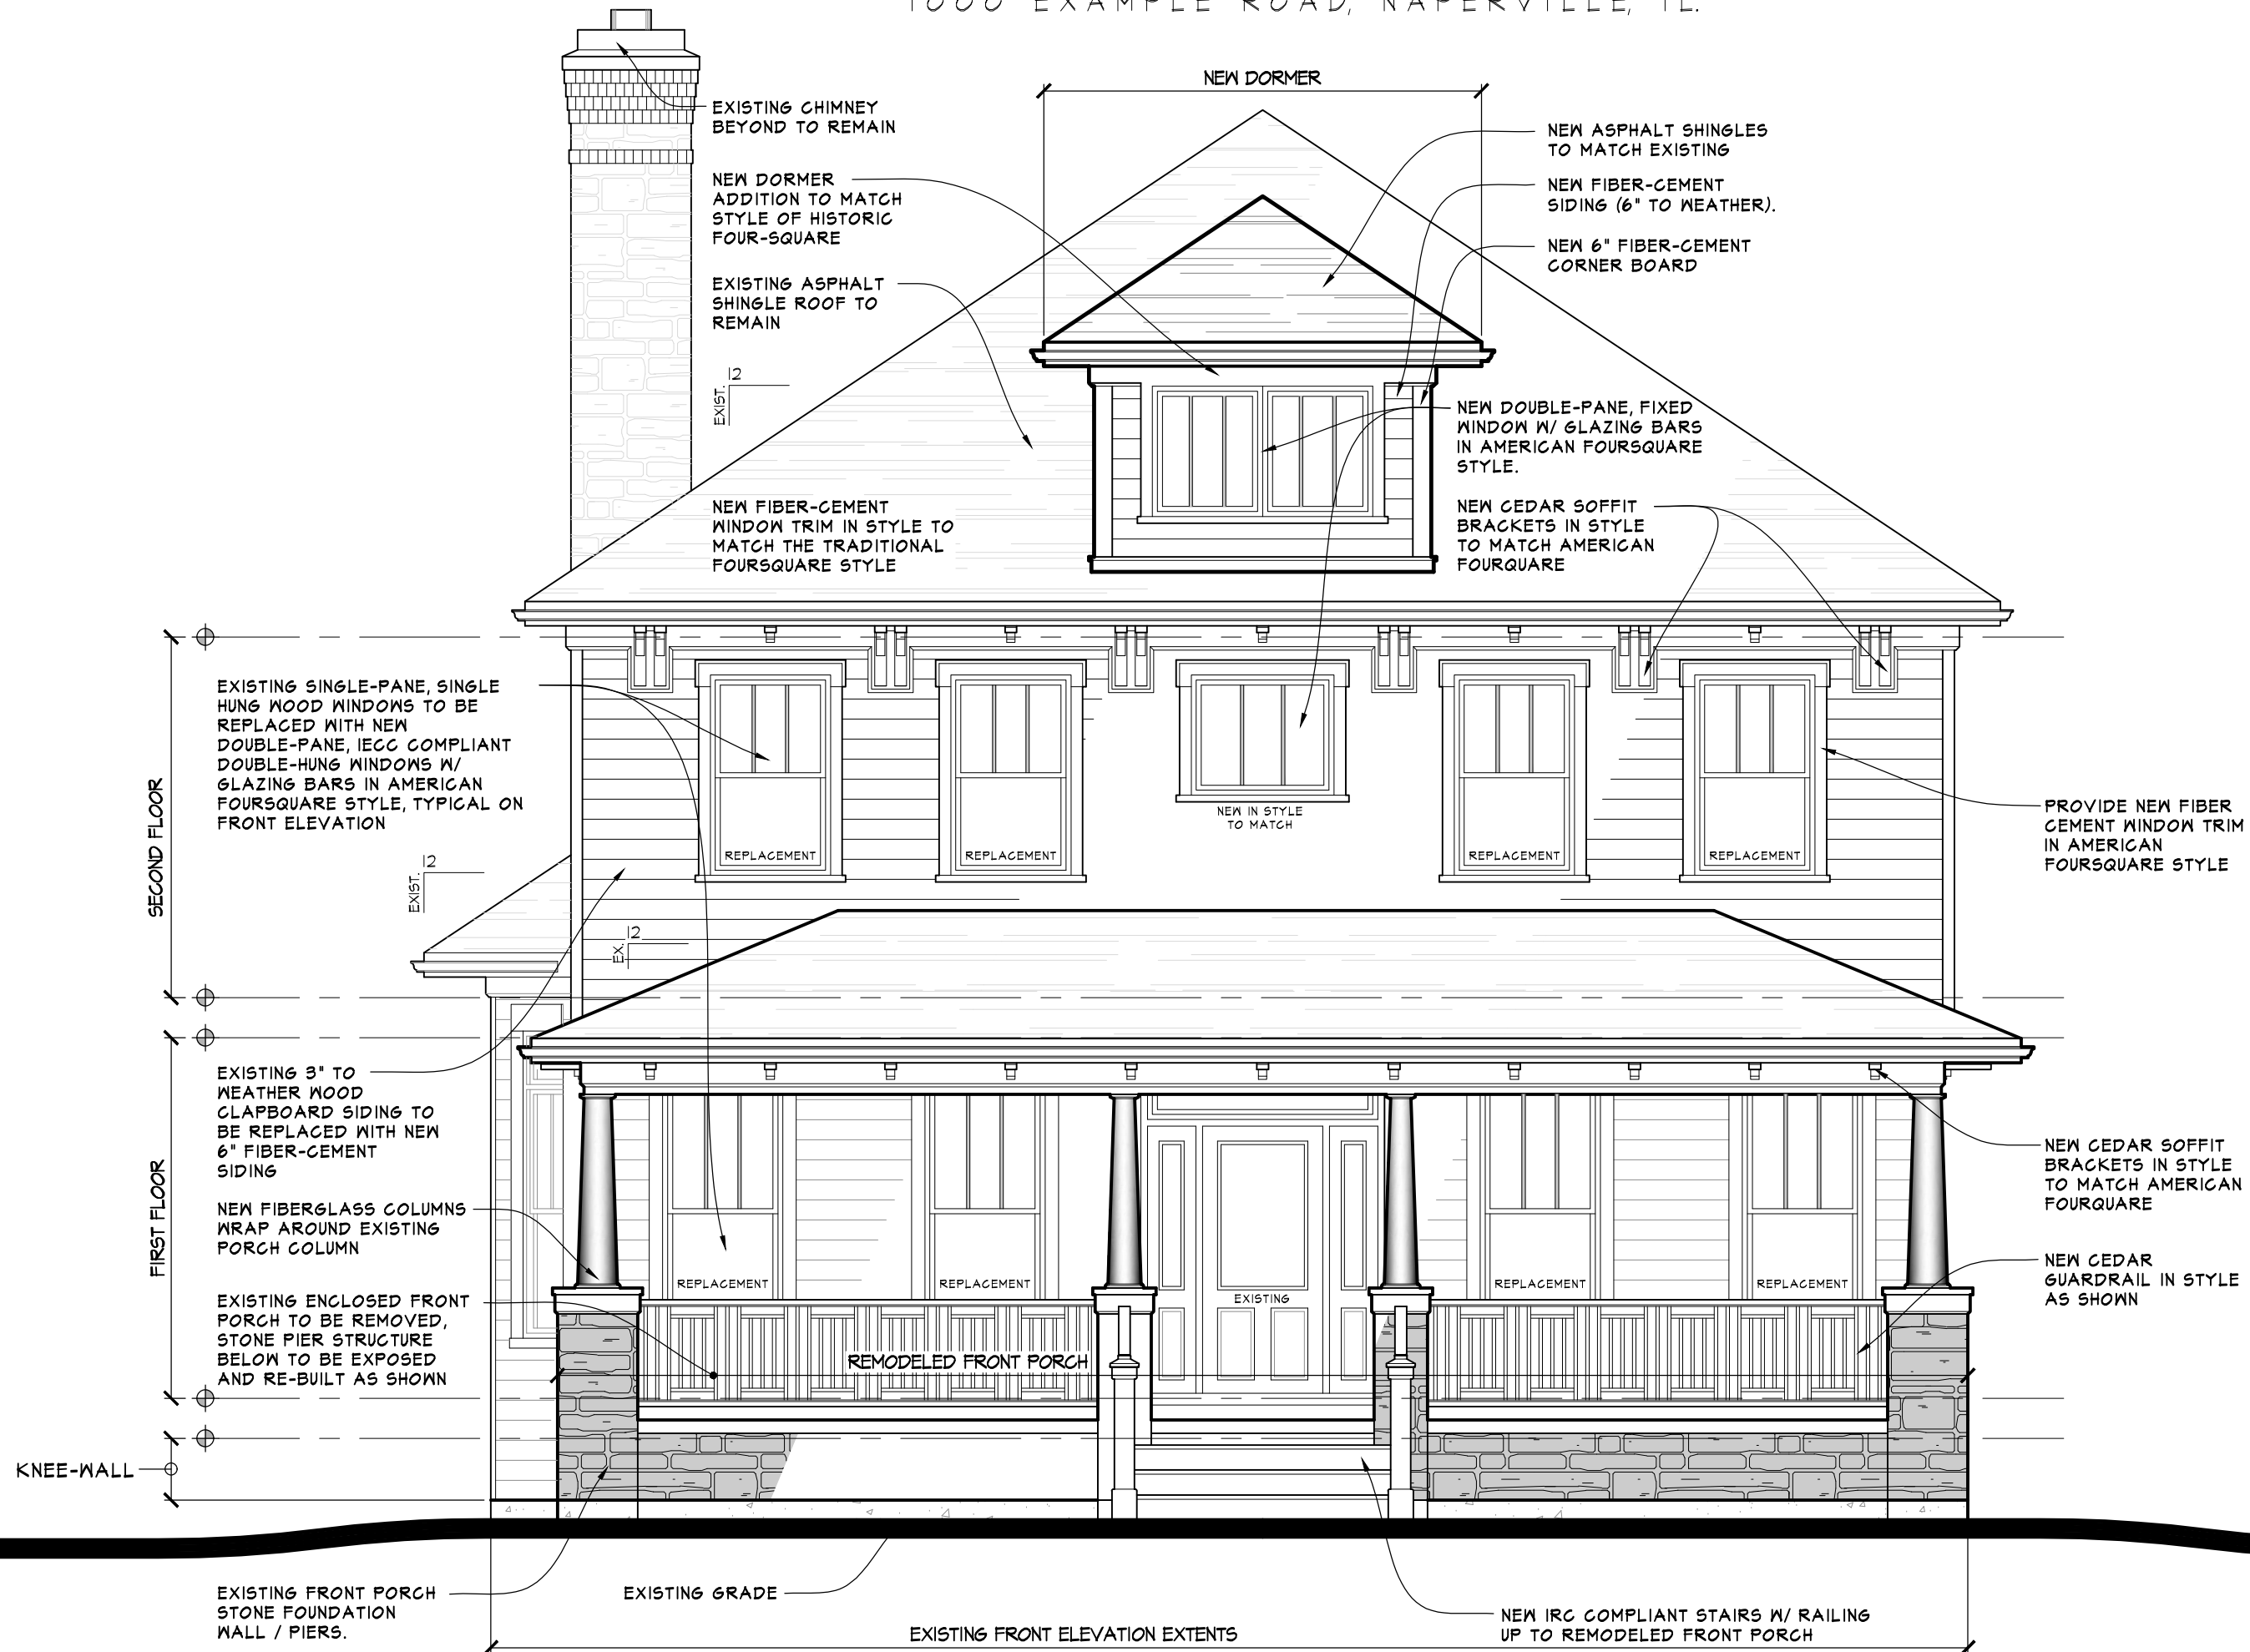 1000 EXAMPLE ROAD, NAPERVILLE, IL.
NEW DORMER
EXISTING CHIMNEY
BEYOND TO REMAIN
NEW DORMER
ADDITION TO MATCH
STYLE OF HISTORIC
FOUR-SQUARE
EXISTING ASPHALT
SHINGLE ROOF TO
REMAIN
12
EXIST.
NEW FIBER-CEMENT
WINDOW TRIM IN STYLE TO
MATCH THE TRADITIONAL
FOURSQUARE STYLE
NEW ASPHALT SHINGLES
TO MATCH EXISTING
NEW FIBER-CEMENT
SIDING (6" TO WEATHER).
NEW 6" FIBER-CEMENT
CORNER BOARD
NEW DOUBLE-PANE, FIXED
WINDOW W/ GLAZING BARS
IN AMERICAN FOURSQUARE
STYLE.
NEW CEDAR SOFFIT
BRACKETS IN STYLE
TO MATCH AMERICAN
FOURQUARE
EXISTING SINGLE-PANE, SINGLE
HUNG WOOD WINDOWS TO BE
REPLACED WITH NEW
DOUBLE-PANE, IECC COMPLIANT
DOUBLE-HUNG WINDOWS W/
GLAZING BARS IN AMERICAN
FOURSQUARE STYLE, TYPICAL ON
FRONT ELEVATION
SECOND FLOOR
NEW IN STYLE
TO MATCH
REPLACEMENT
REPLACEMENT
REPLACEMENT
REPLACEMENT
PROVIDE NEW FIBER
CEMENT WINDOW TRIM
IN AMERICAN
FOURSQUARE STYLE
12
EXIST.
12
EX.
EXISTING 3" TO
WEATHER WOOD
CLAPBOARD SIDING TO
BE REPLACED WITH NEW
6" FIBER-CEMENT
SIDING
FIRST FLOOR
NEW FIBERGLASS COLUMNS
WRAP AROUND EXISTING
PORCH COLUMN
EXISTING ENCLOSED FRONT
PORCH TO BE REMOVED,
STONE PIER STRUCTURE
BELOW TO BE EXPOSED
AND RE-BUILT AS SHOWN
REPLACEMENT
REPLACEMENT
EXISTING
REPLACEMENT
REPLACEMENT
NEW CEDAR SOFFIT
BRACKETS IN STYLE
TO MATCH AMERICAN
FOURQUARE
NEW CEDAR
GUARDRAIL IN STYLE
AS SHOWN
REMODELED FRONT PORCH
KNEE-WALL
EXISTING FRONT PORCH
STONE FOUNDATION
WALL / PIERS.
EXISTING GRADE
NEW IRC COMPLIANT STAIRS W/ RAILING
UP TO REMODELED FRONT PORCH
EXISTING FRONT ELEVATION EXTENTS